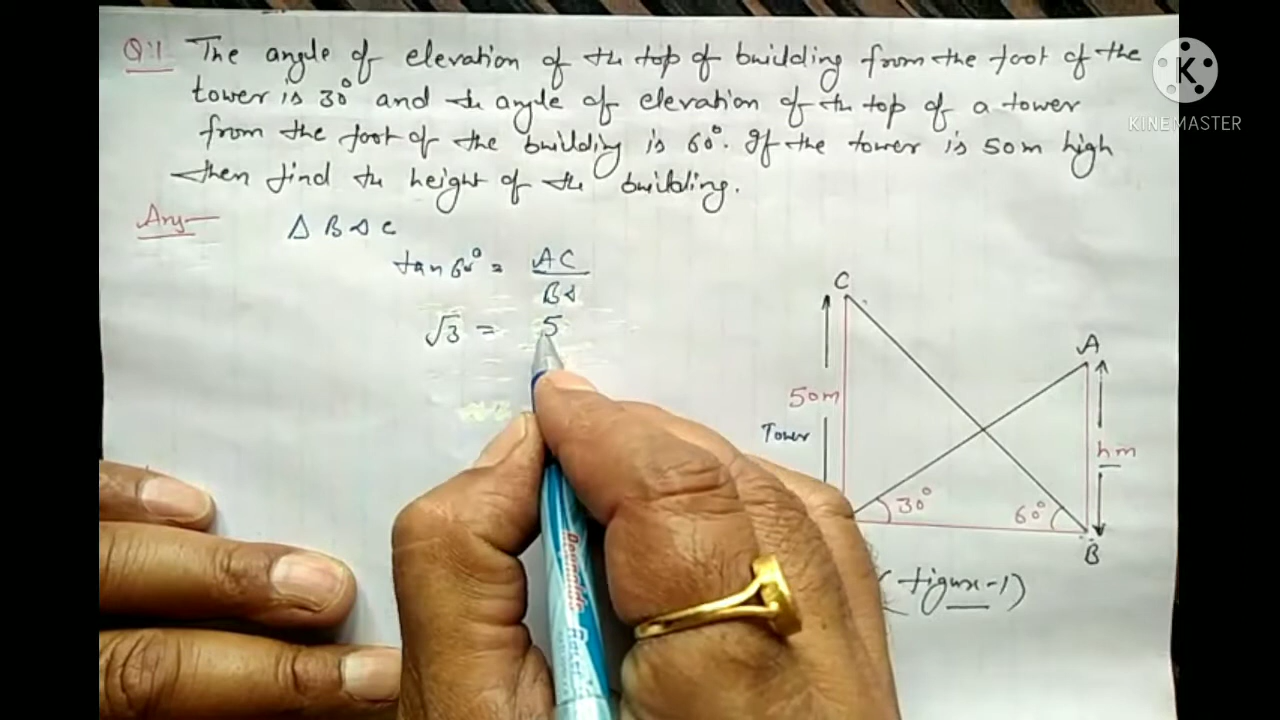 Q:1 The angle of elevation of the top of building from the foot of the
tower is 30° and the angle of elevation of the top of a tower
from the foot of the building is 60°. If the tower is 50m high
then find the height of the building.
Ans
Δ B Δ C
tan 60° = AC
BΔ
√3 = 5
C
A
50m
Tower
hm
30°
60°
B
(figure-1)
K
KINEMASTER
Reynolds